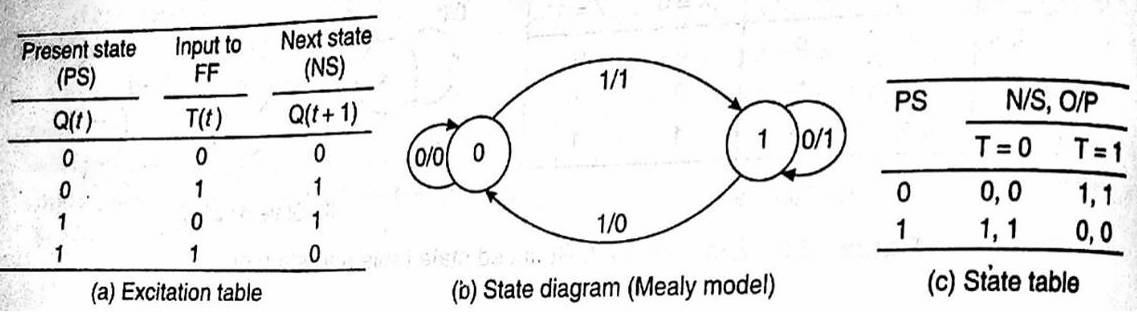 Present state Input to Next state
(PS) FF (NS)
Q(t) T(t) Q(t + 1)
0 0 0
0 1 1
1 0 1
1 1 0
(a) Excitation table
1/1
0/0 0 1 0/1
1/0
(b) State diagram (Mealy model)
PS N/S, O/P
T = 0 T = 1
0 0, 0 1, 1
1 1, 1 0, 0
(c) State table